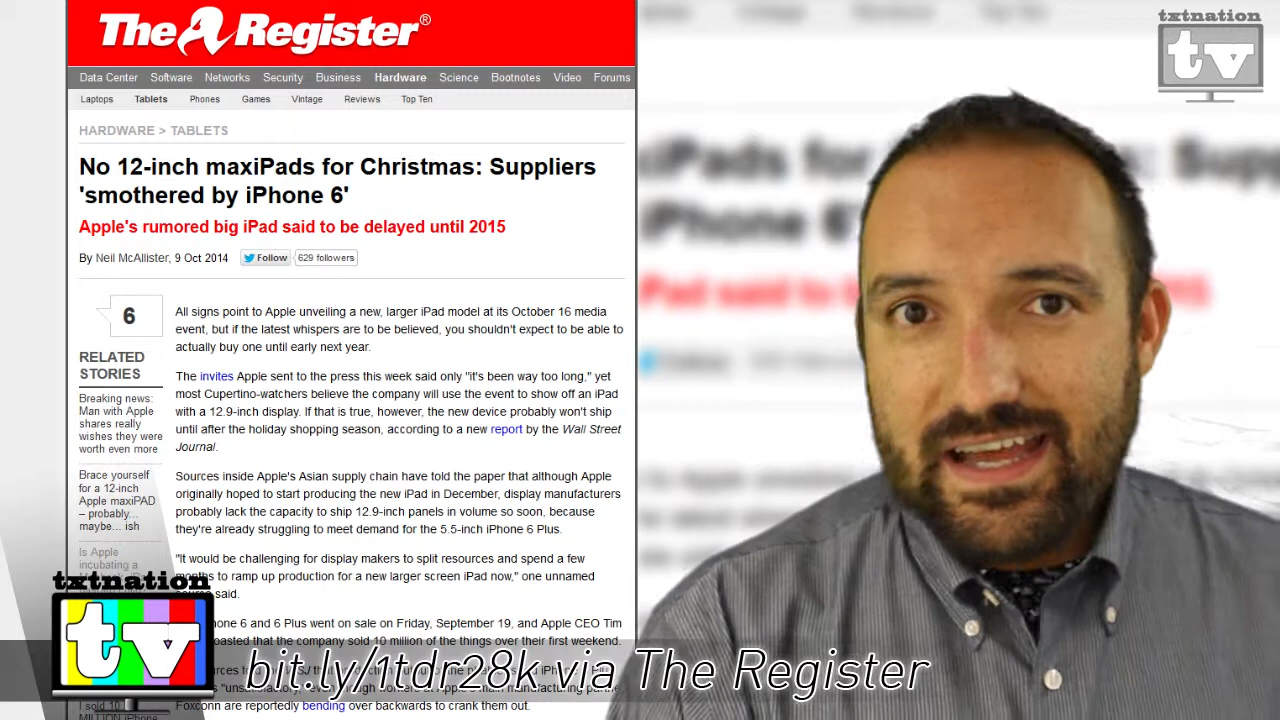 The Register®
Data Center Software Networks Security Business Hardware Science Bootnotes Video Forums
Laptops Tablets Phones Games Vintage Reviews Top Ten
HARDWARE > TABLETS
No 12-inch maxiPads for Christmas: Suppliers
'smothered by iPhone 6'
Apple's rumored big iPad said to be delayed until 2015
By Neil McAllister, 9 Oct 2014 Follow 629 followers
6
RELATED
STORIES
Breaking news:
Man with Apple
shares really
wishes they were
worth even more
Brace yourself
for a 12-inch
Apple maxiPAD
– probably...
maybe... ish
Is Apple
incubating a
All signs point to Apple unveiling a new, larger iPad model at its October 16 media
event, but if the latest whispers are to be believed, you shouldn't expect to be able to
actually buy one until early next year.
The invites Apple sent to the press this week said only "it's been way too long," yet
most Cupertino-watchers believe the company will use the event to show off an iPad
with a 12.9-inch display. If that is true, however, the new device probably won't ship
until after the holiday shopping season, according to a new report by the Wall Street
Journal.
Sources inside Apple's Asian supply chain have told the paper that although Apple
originally hoped to start producing the new iPad in December, display manufacturers
probably lack the capacity to ship 12.9-inch panels in volume so soon, because
they're already struggling to meet demand for the 5.5-inch iPhone 6 Plus.
"It would be challenging for display makers to split resources and spend a few
months to ramp up production for a new larger screen iPad now," one unnamed
source said.
6 and 6 Plus went on sale on Friday, September 19, and Apple CEO Tim
that the company sold 10 million of the things over their first weekend.
Foxconn are reportedly bending over backwards to crank them out.
txtnation
tv
bit.ly/1tdr28k via The Register
txtnation
tv